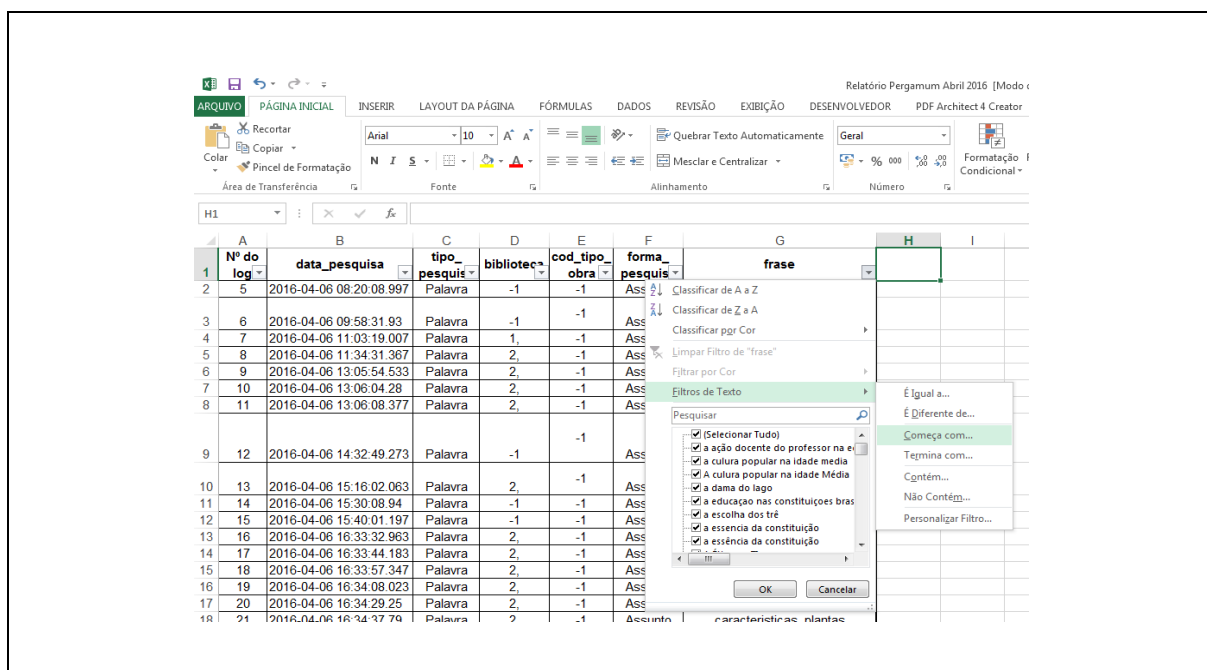 Relatório Pergamum Abril 2016 [Modo
ARQUIVO PÁGINA INICIAL INSERIR LAYOUT DA PÁGINA FÓRMULAS DADOS REVISÃO EXIBIÇÃO DESENVOLVEDOR PDF Architect 4 Creator
Colar
Recortar
Copiar
Pincel de Formatação
Área de Transferência
Arial 10 A A
N I S A
Fonte
Quebrar Texto Automaticamente
Mesclar e Centralizar
Alinhamento
Geral
% 000
Número
Formatação
Condicional
H1 fx
A B C D E F G H I
1 Nº do log data_pesquisa tipo_ pesquis biblioteca cod_tipo_ obra forma_ pesquis frase
2 5 2016-04-06 08:20:08.997 Palavra -1 -1 Ass
3 6 2016-04-06 09:58:31.93 Palavra -1 -1 Ass
4 7 2016-04-06 11:03:19.007 Palavra 1, -1 Ass
5 8 2016-04-06 11:34:31.367 Palavra 2, -1 Ass
6 9 2016-04-06 13:05:54.533 Palavra 2, -1 Ass
7 10 2016-04-06 13:06:04.28 Palavra 2, -1 Ass
8 11 2016-04-06 13:06:08.377 Palavra 2, -1 Ass
9 12 2016-04-06 14:32:49.273 Palavra -1 -1 Ass
10 13 2016-04-06 15:16:02.063 Palavra 2, -1 Ass
11 14 2016-04-06 15:30:08.94 Palavra -1 -1 Ass
12 15 2016-04-06 15:40:01.197 Palavra -1 -1 Ass
13 16 2016-04-06 16:33:32.963 Palavra 2, -1 Ass
14 17 2016-04-06 16:33:44.183 Palavra 2, -1 Ass
15 18 2016-04-06 16:33:57.347 Palavra 2, -1 Ass
16 19 2016-04-06 16:34:08.023 Palavra 2, -1 Ass
17 20 2016-04-06 16:34:29.25 Palavra 2, -1 Ass
18 21 2016-04-06 16:34:37.79 Palavra 2 -1 Assunto caracteristicas plantas
Classificar de A a Z
Classificar de Z a A
Classificar por Cor
Limpar Filtro de "frase"
Filtrar por Cor
Filtros de Texto
Pesquisar
(Selecionar Tudo)
a ação docente do professor na e
a culura popular na idade media
A culura popular na idade Média
a dama do lago
a educaçao nas constituiçoes bras
a escolha dos trê
a essencia da constituição
a essência da constituição
OK Cancelar
É Igual a...
É Diferente de...
Começa com...
Termina com...
Contém...
Não Contém...
Personalizar Filtro...